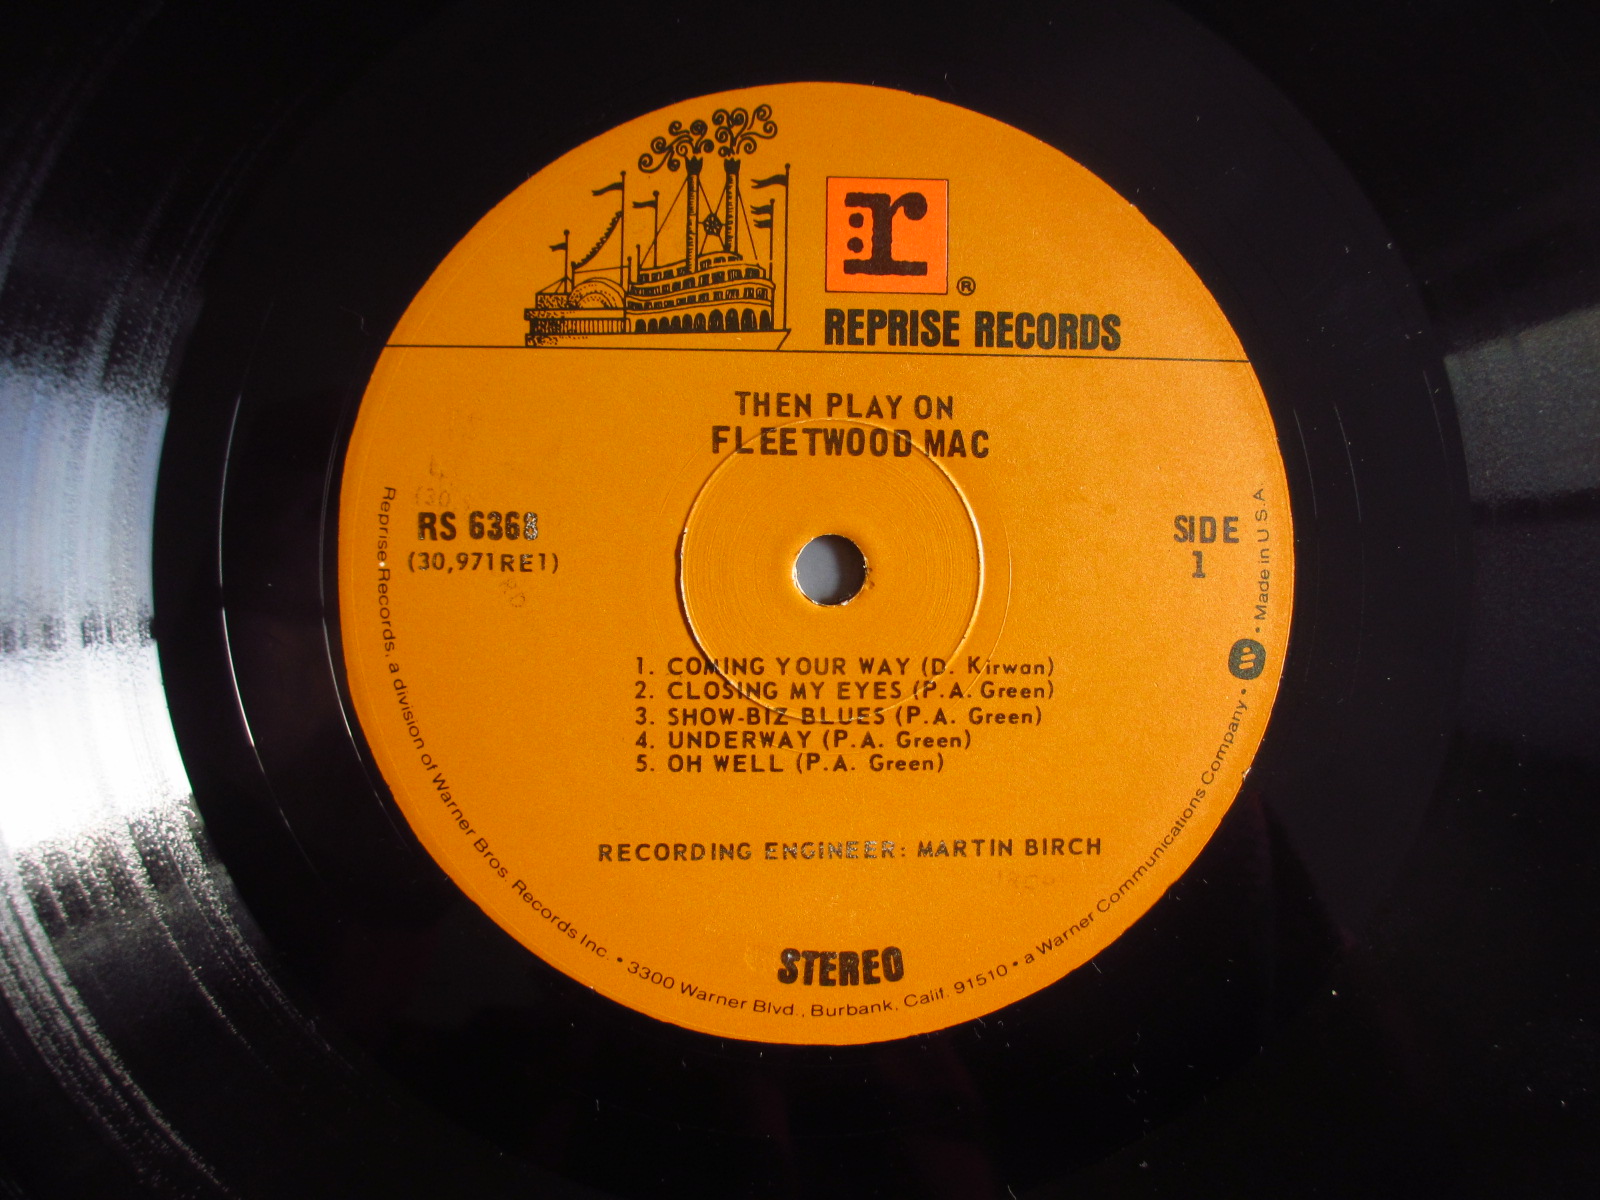 r
®
REPRISE RECORDS
THEN PLAY ON
FLEETWOOD MAC
RS 6368
(30,971RE1)
SIDE
1
1. COMING YOUR WAY (D. Kirwan)
2. CLOSING MY EYES (P.A. Green)
3. SHOW-BIZ BLUES (P.A. Green)
4. UNDERWAY (P.A. Green)
5. OH WELL (P.A. Green)
RECORDING ENGINEER: MARTIN BIRCH
STEREO
Reprise Records, a division of Warner Bros. Records Inc. • 3300 Warner Blvd., Burbank, Calif. 91510 • a Warner Communications Company • W • Made in U.S.A.